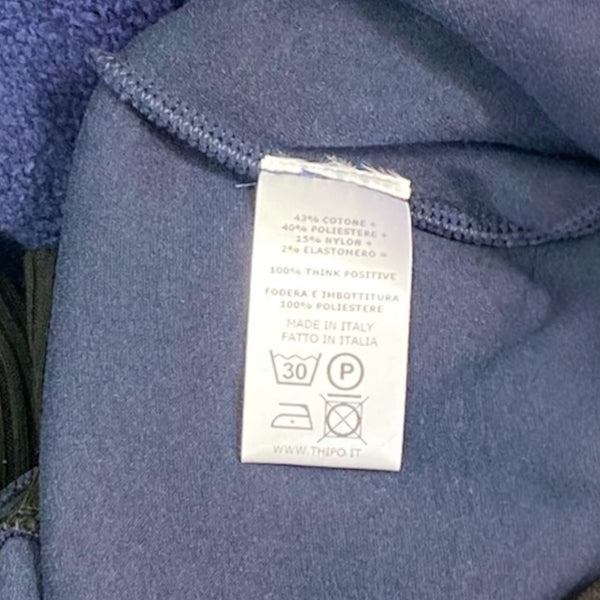 43% COTONE +
40% POLIESTERE +
15% NYLON +
2% ELASTOMERO =
100% THINK POSITIVE
FODERA E IMBOTTITURA
100% POLIESTERE
MADE IN ITALY
FATTO IN ITALIA
30 P
WWW.THIPO.IT